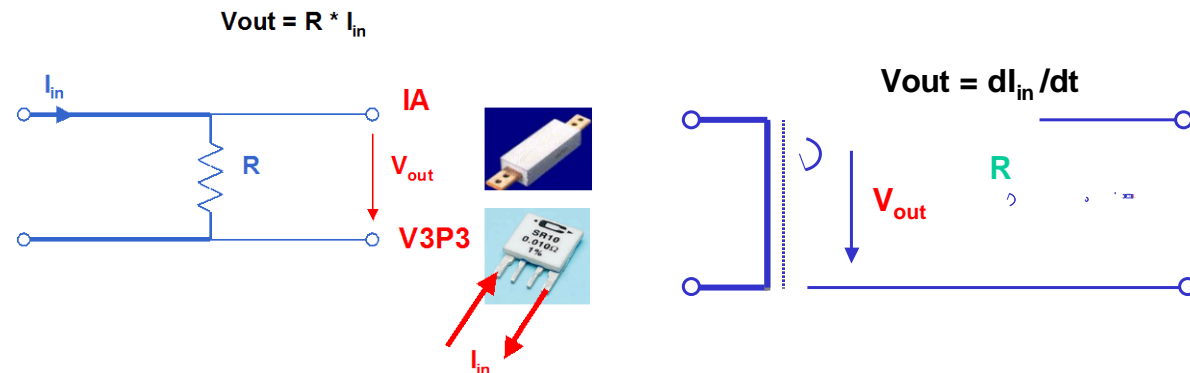 Vout = R * Iin
Iin
IA
R
Vout
V3P3
SR10
0.010Ω
1%
Iin
Vout = dIin /dt
R
Vout